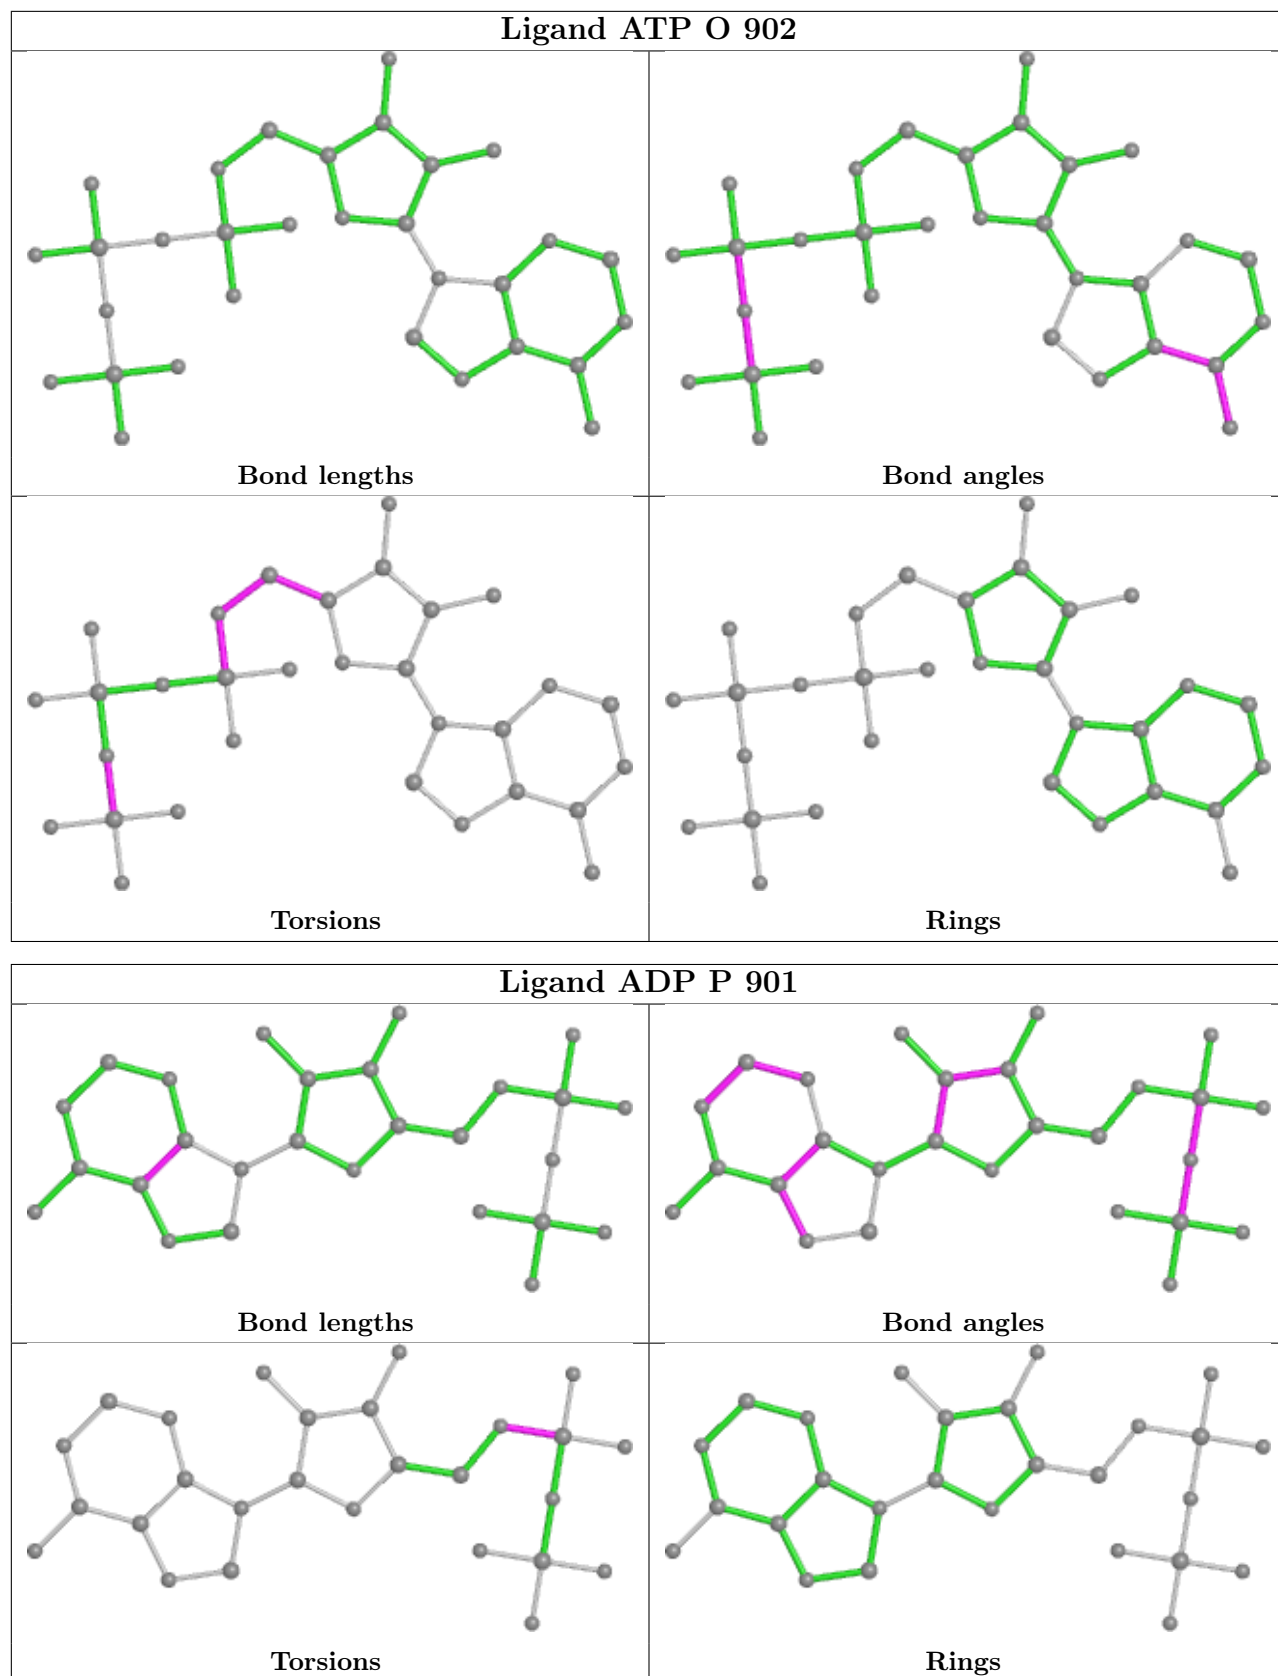 Ligand ATP O 902
Bond lengths
Bond angles
Torsions
Rings
Ligand ADP P 901
Bond lengths
Bond angles
Torsions
Rings